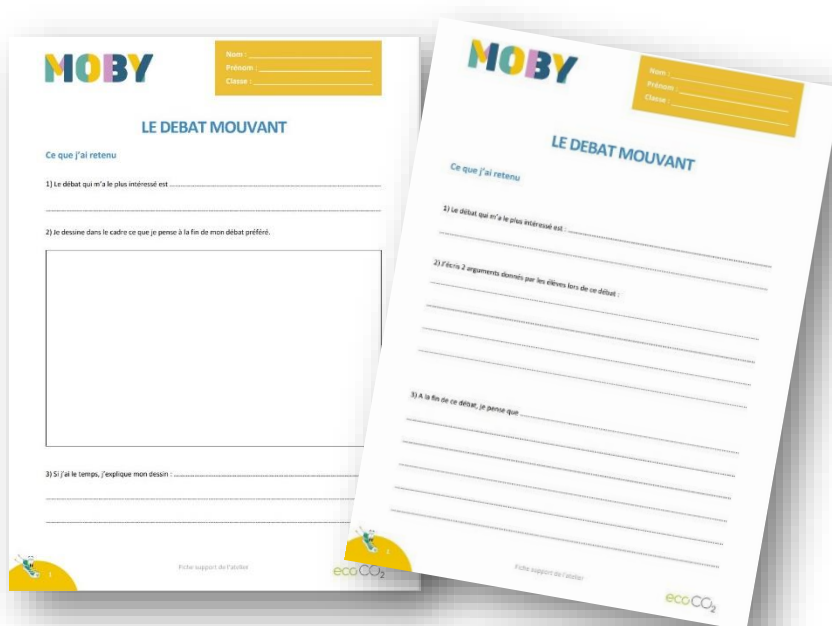 MOBY
Nom :
Prénom :
Classe :
LE DEBAT MOUVANT
Ce que j'ai retenu
1) Le débat qui m'a le plus intéressé est
2) Je dessine dans le cadre ce que je pense à la fin de mon débat préféré.
3) Si j'ai le temps, j'explique mon dessin :
1
Fiche support de l'atelier
ecoCO2
MOBY
Nom :
Prénom :
Classe :
LE DEBAT MOUVANT
Ce que j'ai retenu
1) Le débat qui m'a le plus intéressé est :
2) J'écris 2 arguments donnés par les élèves lors de ce débat :
3) A la fin de ce débat, je pense que
1
Fiche support de l'atelier
ecoCO2